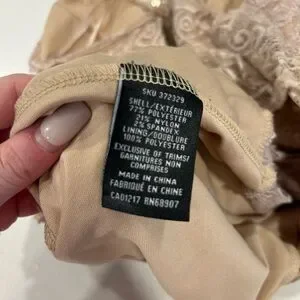 SKU 372329
SHELL/EXTÉRIEUR
77% POLYESTER
21% NYLON
2% SPANDEX
LINING/DOUBLURE
100% POLYESTER
EXCLUSIVE OF TRIMS/
GARNITURES NON
COMPRISES
MADE IN CHINA
FABRIQUÉ EN CHINE
CA01217 RN68907